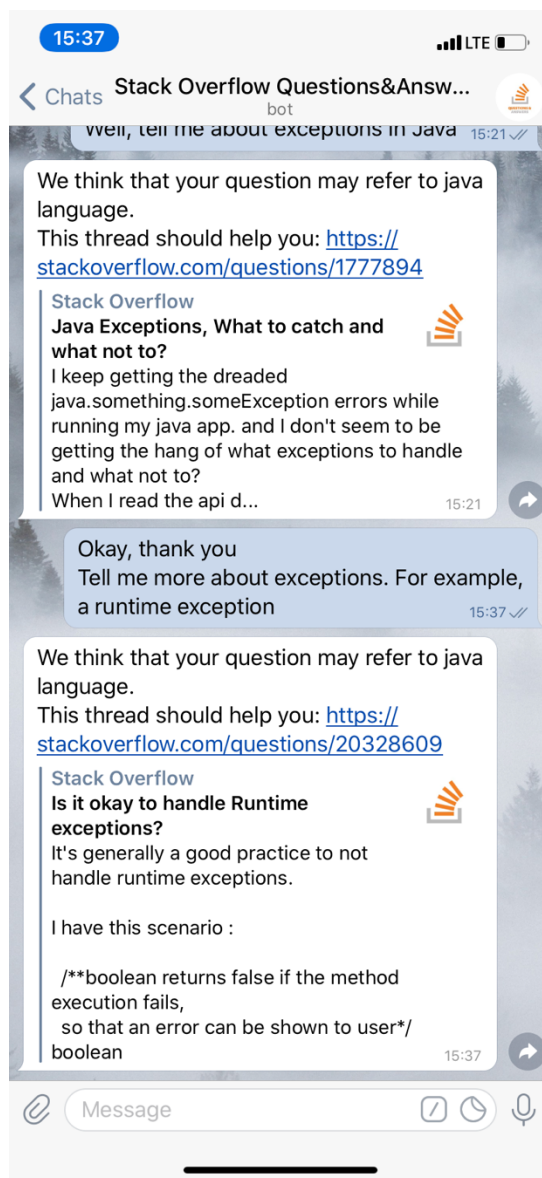 15:37
LTE
Chats
Stack Overflow Questions&Answ...
bot
Well, tell me about exceptions in Java 15:21
We think that your question may refer to java
language.
This thread should help you: https://
stackoverflow.com/questions/1777894
Stack Overflow
Java Exceptions, What to catch and
what not to?
I keep getting the dreaded
java.something.someException errors while
running my java app. and I don't seem to be
getting the hang of what exceptions to handle
and what not to?
When I read the api d...
15:21
Okay, thank you
Tell me more about exceptions. For example,
a runtime exception
15:37
We think that your question may refer to java
language.
This thread should help you: https://
stackoverflow.com/questions/20328609
Stack Overflow
Is it okay to handle Runtime
exceptions?
It's generally a good practice to not
handle runtime exceptions.
I have this scenario :
/**boolean returns false if the method
execution fails,
so that an error can be shown to user*/
boolean
15:37
Message